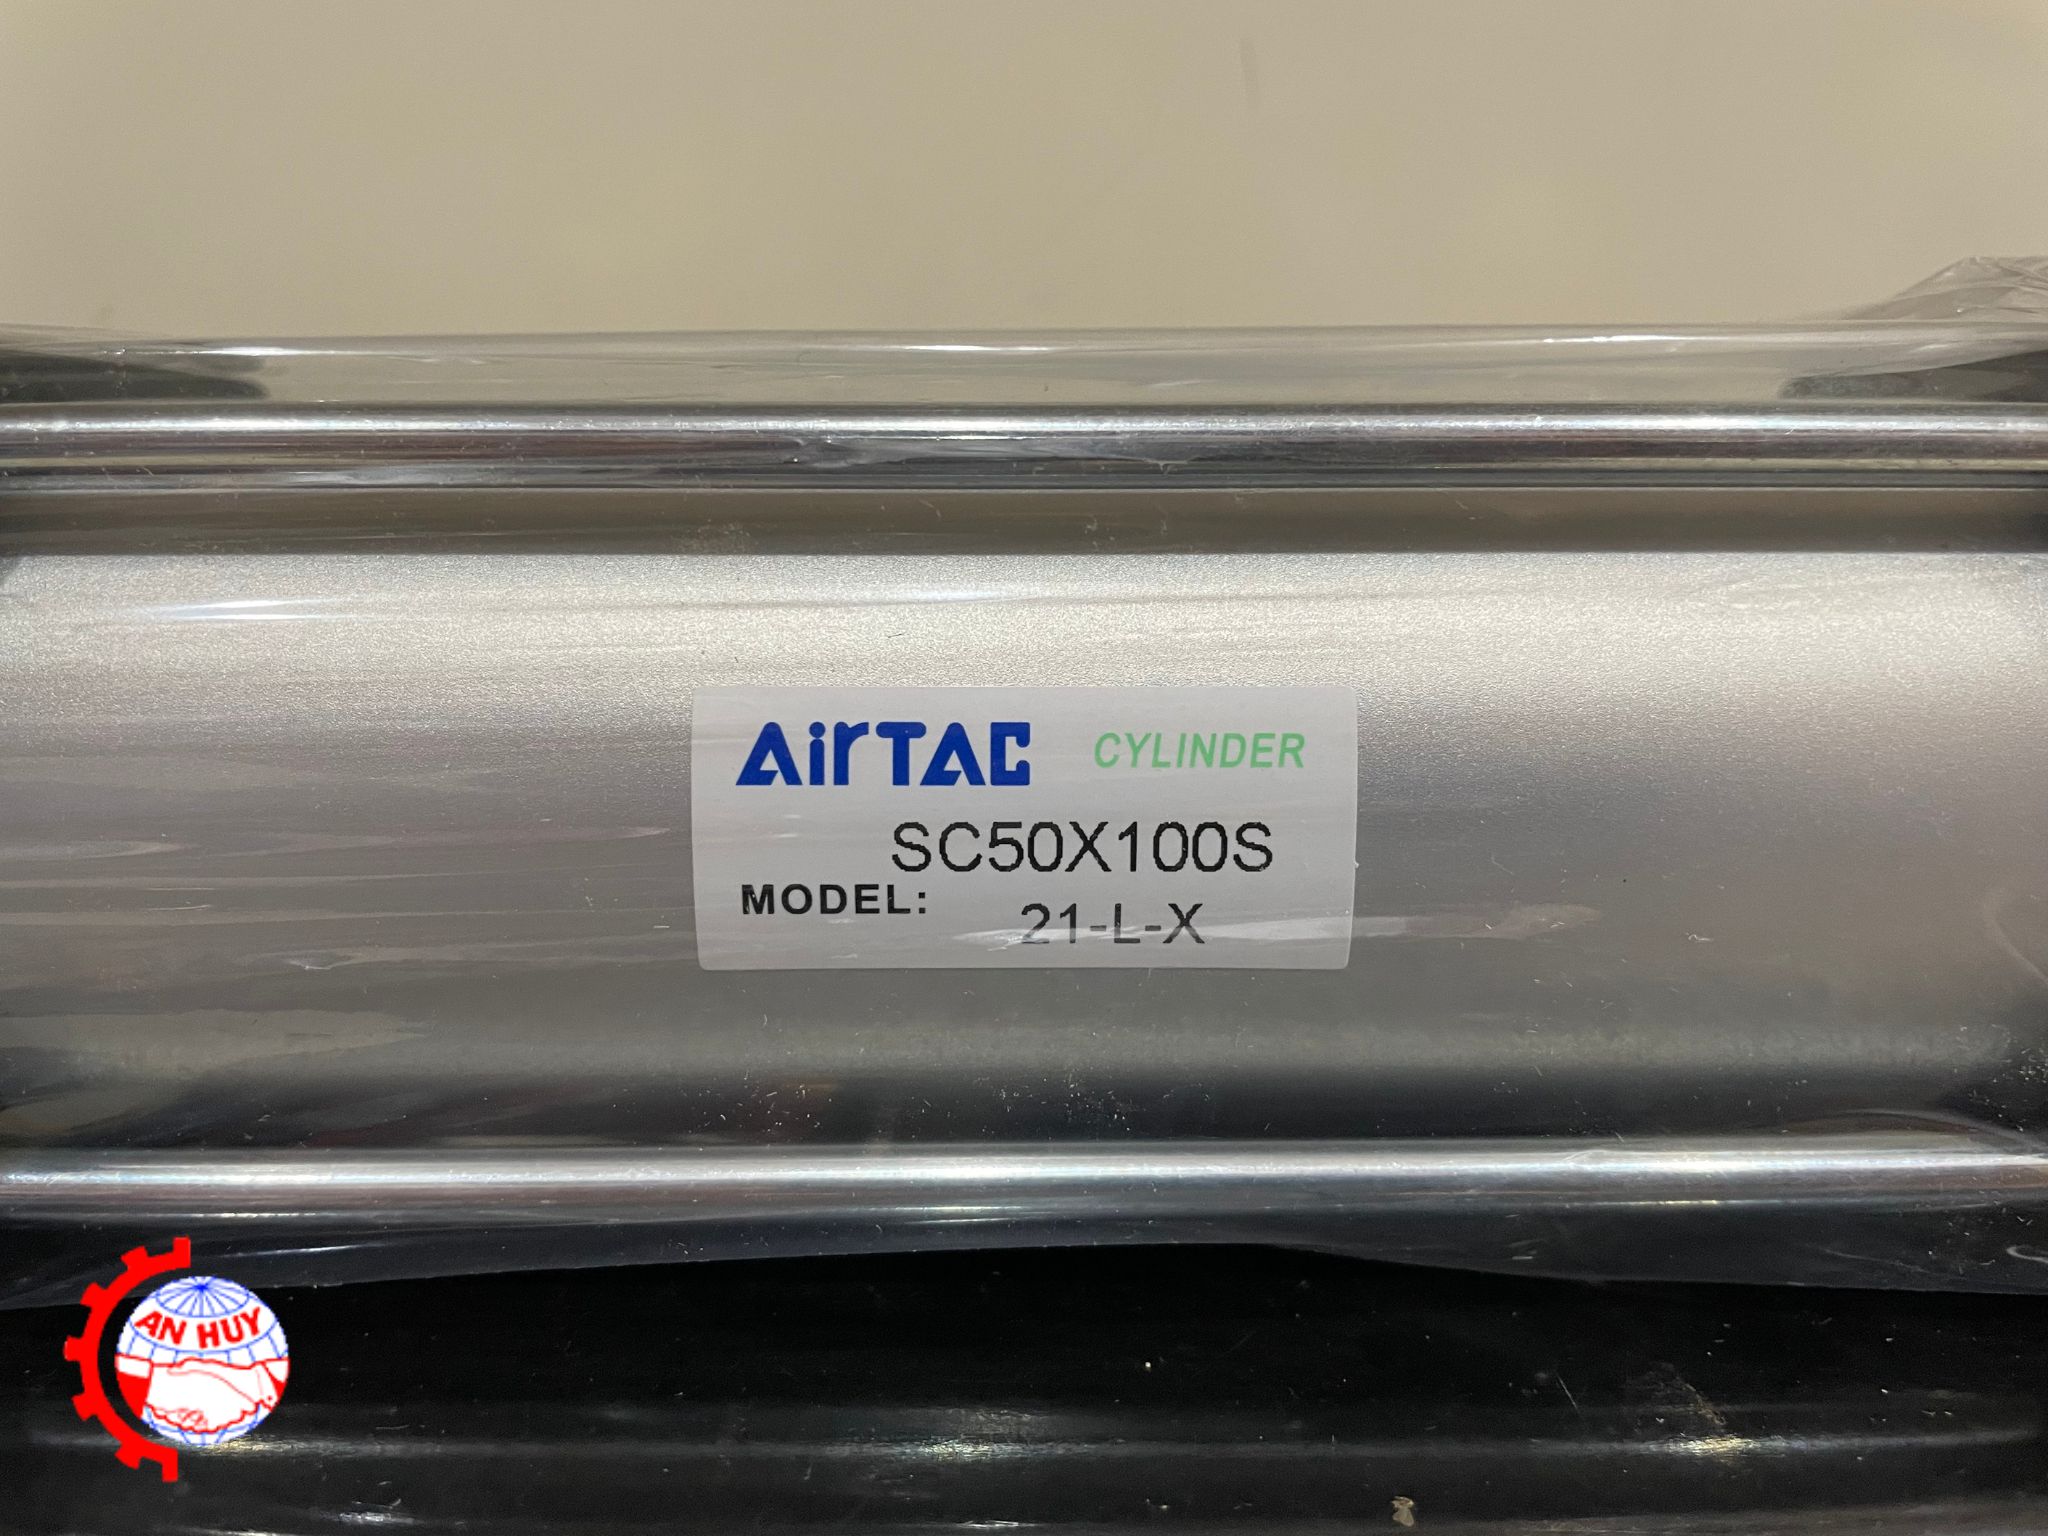 AirTAC CYLINDER
SC50X100S
MODEL:
21-L-X
AN HUY